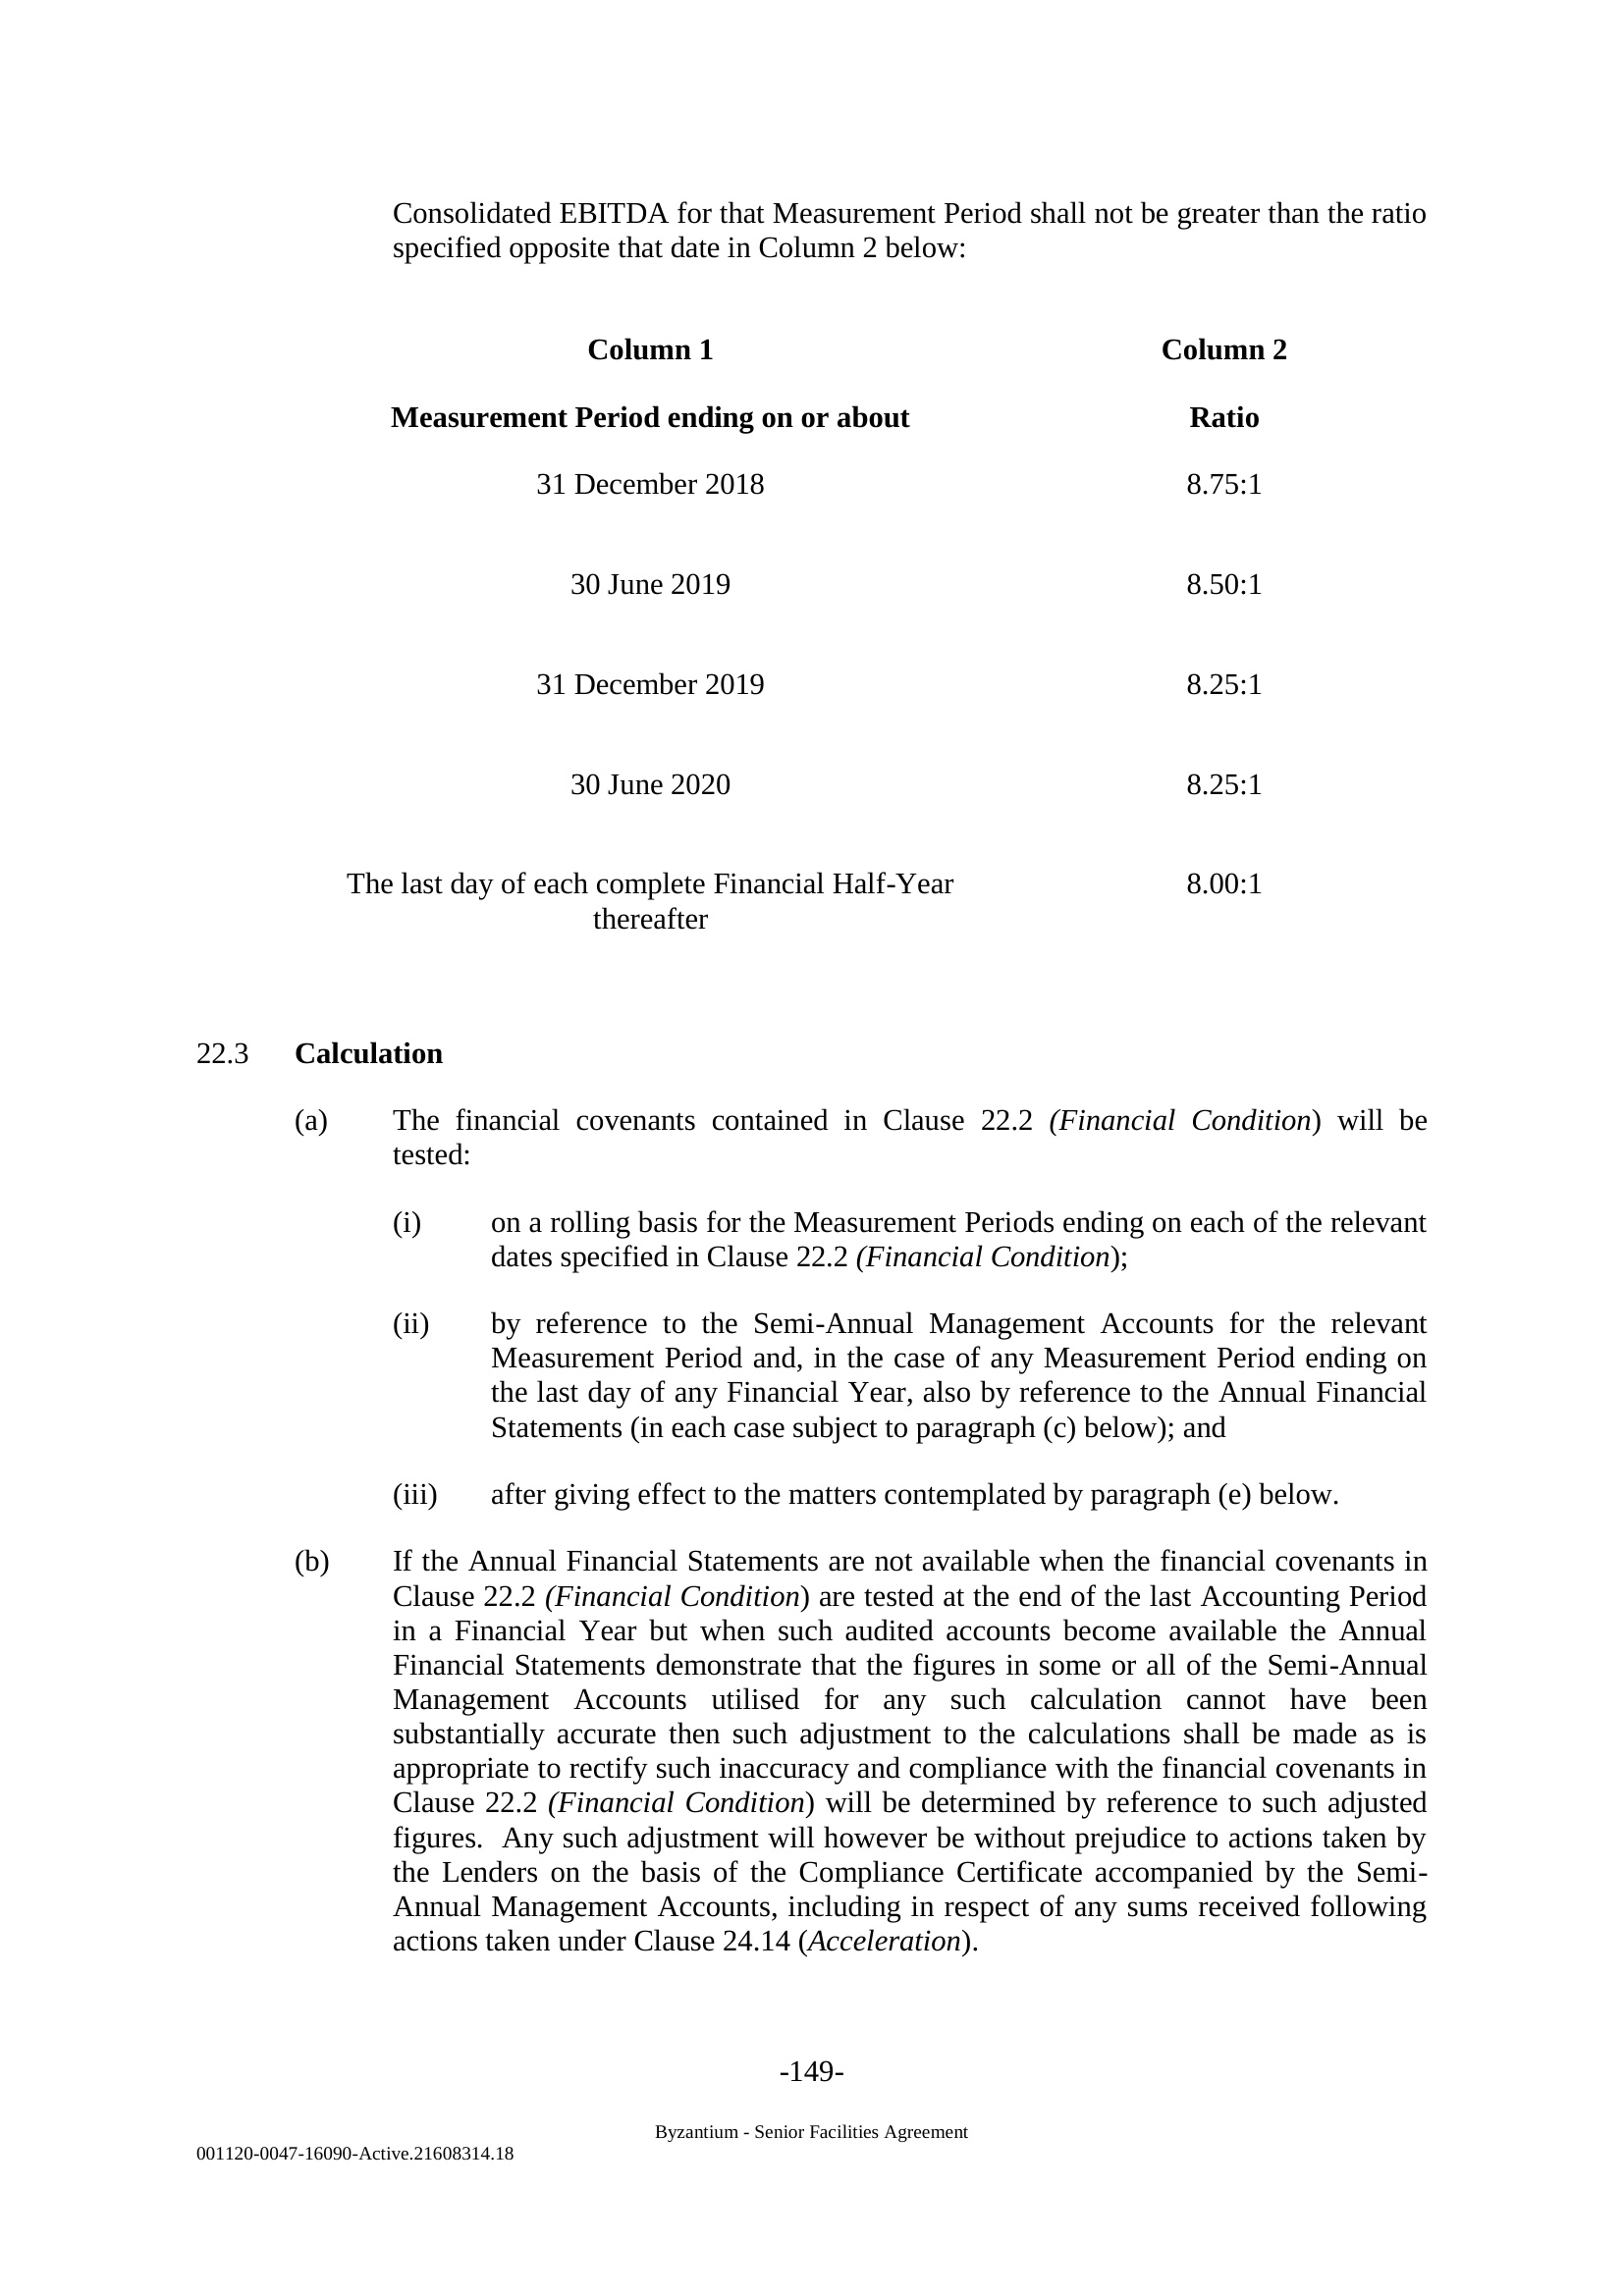 Consolidated EBITDA for that Measurement Period shall not be greater than the ratio
specified opposite that date in Column 2 below:
Column 1 Column 2
Measurement Period ending on or about Ratio
31 December 2018 8.75:1
30 June 2019 8.50:1
31 December 2019 8.25:1
30 June 2020 8.25:1
The last day of each complete Financial Half-Year 8.00:1
thereafter
22.3 Calculation
(a) The financial covenants contained in Clause 22.2 (Financial Condition) will be
tested:
(i) on a rolling basis for the Measurement Periods ending on each of the relevant
dates specified in Clause 22.2 (Financial Condition);
(ii) by reference to the Semi-Annual Management Accounts for the relevant
Measurement Period and, in the case of any Measurement Period ending on
the last day of any Financial Year, also by reference to the Annual Financial
Statements (in each case subject to paragraph (c) below); and
(iii) after giving effect to the matters contemplated by paragraph (e) below.
(b) If the Annual Financial Statements are not available when the financial covenants in
Clause 22.2 (Financial Condition) are tested at the end of the last Accounting Period
in a Financial Year but when such audited accounts become available the Annual
Financial Statements demonstrate that the figures in some or all of the Semi-Annual
Management Accounts utilised for any such calculation cannot have been
substantially accurate then such adjustment to the calculations shall be made as is
appropriate to rectify such inaccuracy and compliance with the financial covenants in
Clause 22.2 (Financial Condition) will be determined by reference to such adjusted
figures. Any such adjustment will however be without prejudice to actions taken by
the Lenders on the basis of the Compliance Certificate accompanied by the Semi-
Annual Management Accounts, including in respect of any sums received following
actions taken under Clause 24.14 (Acceleration).
-149-
Byzantium - Senior Facilities Agreement
001120-0047-16090-Active.21608314.18